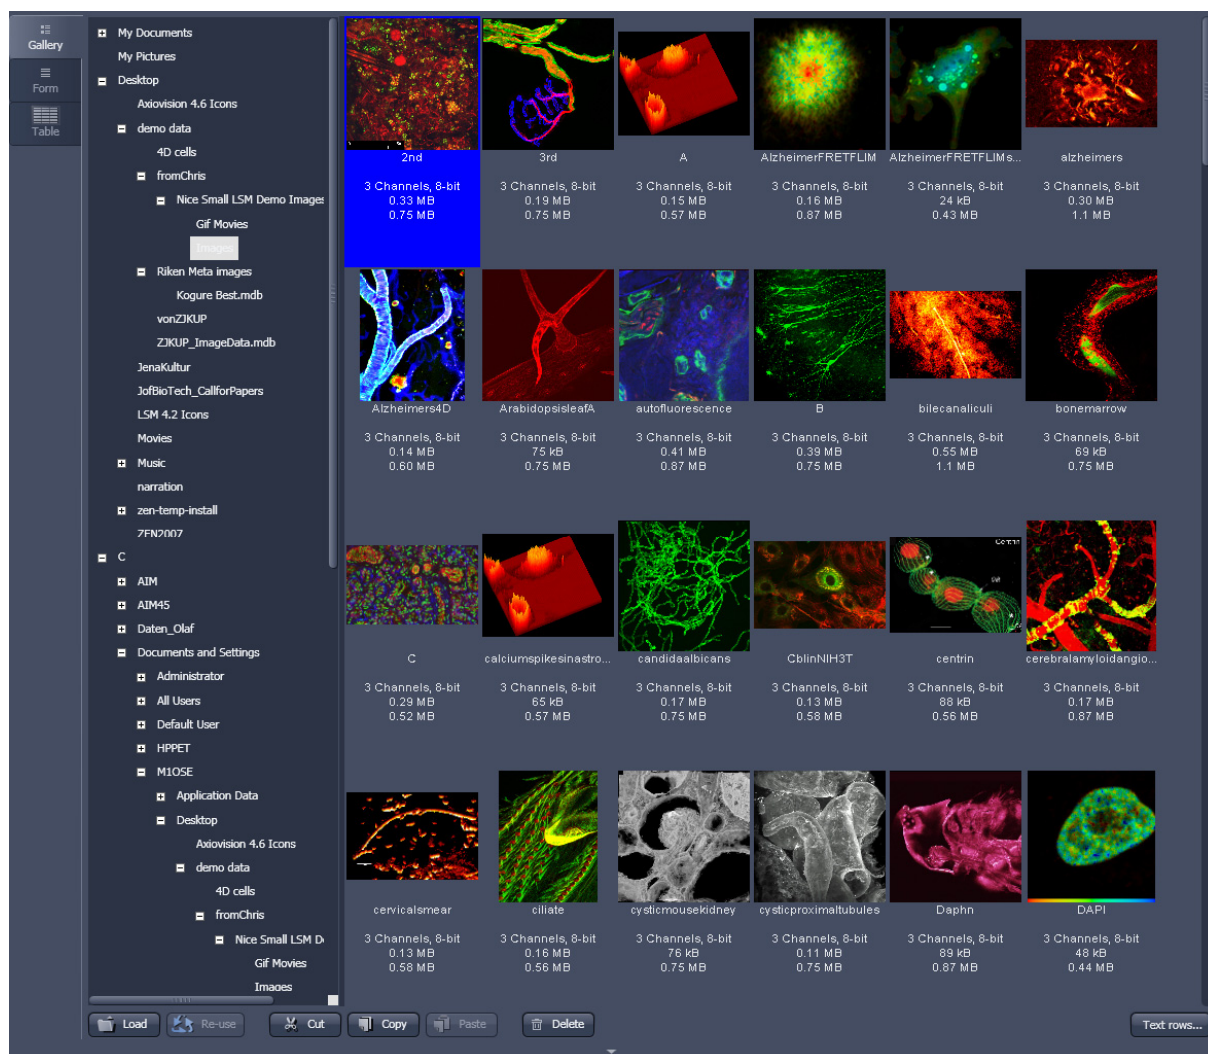 Gallery
Form
Table
My Documents
My Pictures
Desktop
Axiovision 4.6 Icons
demo data
4D cells
fromChris
Nice Small LSM Demo Images
Gif Movies
Images
Riken Meta images
Kogure Best.mdb
vonZJKUP
ZJKUP_ImageData.mdb
JenaKultur
JofBioTech_CallforPapers
LSM 4.2 Icons
Movies
Music
narration
zen-temp-install
ZEN2007
C
AIM
AIM45
Daten_Olaf
Documents and Settings
Administrator
All Users
Default User
HPPET
M1OSE
Application Data
Desktop
Axiovision 4.6 Icons
demo data
4D cells
fromChris
Nice Small LSM D
Gif Movies
Images
2nd 3rd A AlzheimerFRETFLIM AlzheimerFRETFLIMs... alzheimers
3 Channels, 8-bit 3 Channels, 8-bit 3 Channels, 8-bit 3 Channels, 8-bit 3 Channels, 8-bit 3 Channels, 8-bit
0.33 MB 0.19 MB 0.15 MB 0.16 MB 24 kB 0.30 MB
0.75 MB 0.75 MB 0.57 MB 0.87 MB 0.43 MB 1.1 MB
Alzheimers4D ArabidopsisleafA autofluorescence B bilecanaliculi bonemarrow
3 Channels, 8-bit 3 Channels, 8-bit 3 Channels, 8-bit 3 Channels, 8-bit 3 Channels, 8-bit 3 Channels, 8-bit
0.14 MB 75 kB 0.41 MB 0.39 MB 0.55 MB 69 kB
0.60 MB 0.75 MB 0.87 MB 0.75 MB 1.1 MB 0.75 MB
Centrin
C calciumspikesinastro... candidaalbicans CblinNIH3T centrin cerebralamyloidangio...
3 Channels, 8-bit 3 Channels, 8-bit 3 Channels, 8-bit 3 Channels, 8-bit 3 Channels, 8-bit 3 Channels, 8-bit
0.29 MB 65 kB 0.17 MB 0.13 MB 88 kB 0.17 MB
0.52 MB 0.57 MB 0.75 MB 0.58 MB 0.56 MB 0.87 MB
cervicalsmear ciliate cysticmousekidney cysticproximaltubules Daphn DAPI
3 Channels, 8-bit 3 Channels, 8-bit 3 Channels, 8-bit 3 Channels, 8-bit 3 Channels, 8-bit 3 Channels, 8-bit
0.13 MB 0.16 MB 76 kB 0.11 MB 89 kB 48 kB
0.58 MB 0.56 MB 0.75 MB 0.75 MB 0.87 MB 0.44 MB
Load Re-use Cut Copy Paste Delete Text rows...